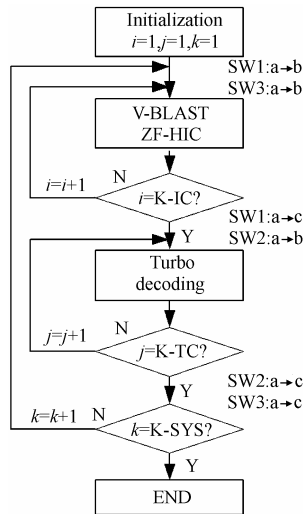 Initialization
i=1,j=1,k=1
SW1:a→b
SW3:a→b
V-BLAST
ZF-HIC
i=i+1
N
i=K-IC?
SW1:a→c
Y
SW2:a→b
Turbo
decoding
j=j+1
N
j=K-TC?
Y
SW2:a→c
SW3:a→c
k=k+1
N
k=K-SYS?
Y
END